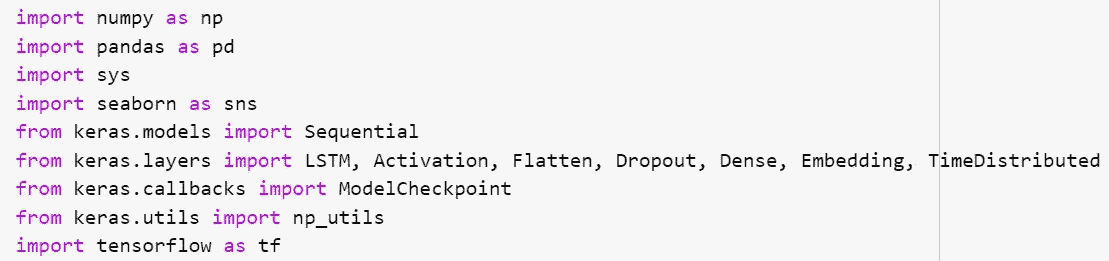 import numpy as np
import pandas as pd
import sys
import seaborn as sns
from keras.models import Sequential
from keras.layers import LSTM, Activation, Flatten, Dropout, Dense, Embedding, TimeDistributed
from keras.callbacks import ModelCheckpoint
from keras.utils import np_utils
import tensorflow as tf